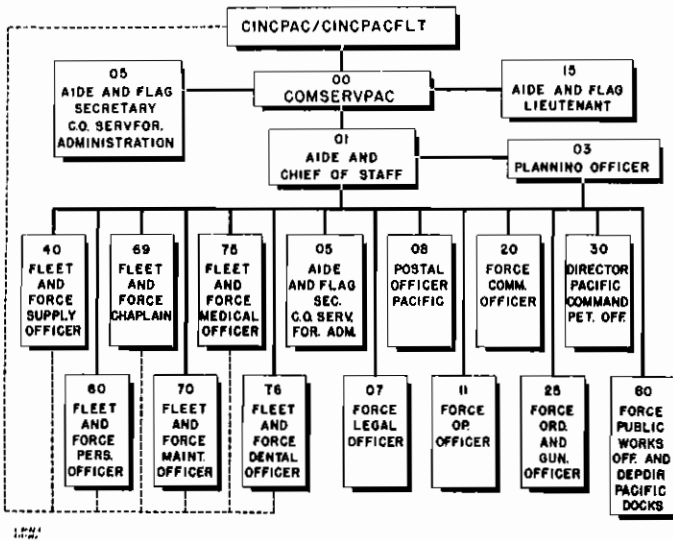 CINCPAC/CINCPACFLT
05
AIDE AND FLAG
SECRETARY
C.O. SERVFOR.
ADMINISTRATION
00
COMSERVPAC
15
AIDE AND FLAG
LIEUTENANT
01
AIDE AND
CHIEF OF STAFF
03
PLANNING OFFICER
40
FLEET
AND
FORCE
SUPPLY
OFFICER
69
FLEET
AND
FORCE
CHAPLAIN
75
FLEET
AND
FORCE
MEDICAL
OFFICER
05
AIDE
AND FLAG
SEC.
C.O. SERV.
FOR. ADM.
08
POSTAL
OFFICER
PACIFIC
20
FORCE
COMM.
OFFICER
30
DIRECTOR
PACIFIC
COMMAND
PET. OFF.
60
FLEET
AND
FORCE
PERS.
OFFICER
70
FLEET
AND
FORCE
MAINT.
OFFICER
76
FLEET
AND
FORCE
DENTAL
OFFICER
07
FORCE
LEGAL
OFFICER
11
FORCE
OP.
OFFICER
25
FORCE
ORD.
AND
GUN.
OFFICER
80
FORCE
PUBLIC
WORKS
OFF. AND
DEPDIR
PACIFIC
DOCKS